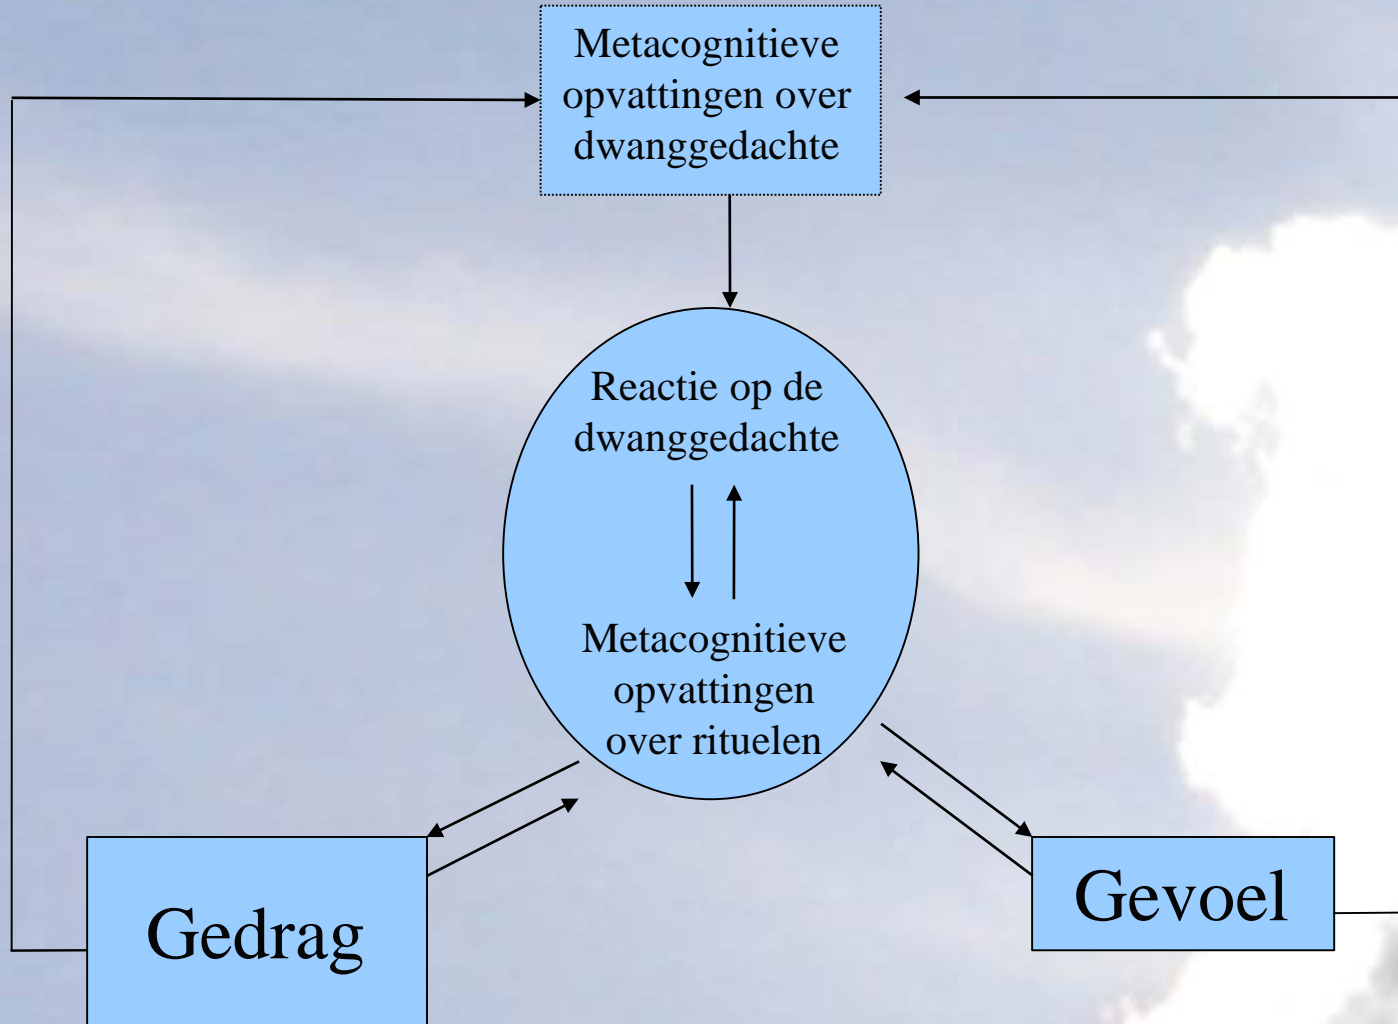 Metacognitieve
opvattingen over
dwanggedachte
Reactie op de
dwanggedachte
Metacognitieve
opvattingen
over rituelen
Gedrag
Gevoel